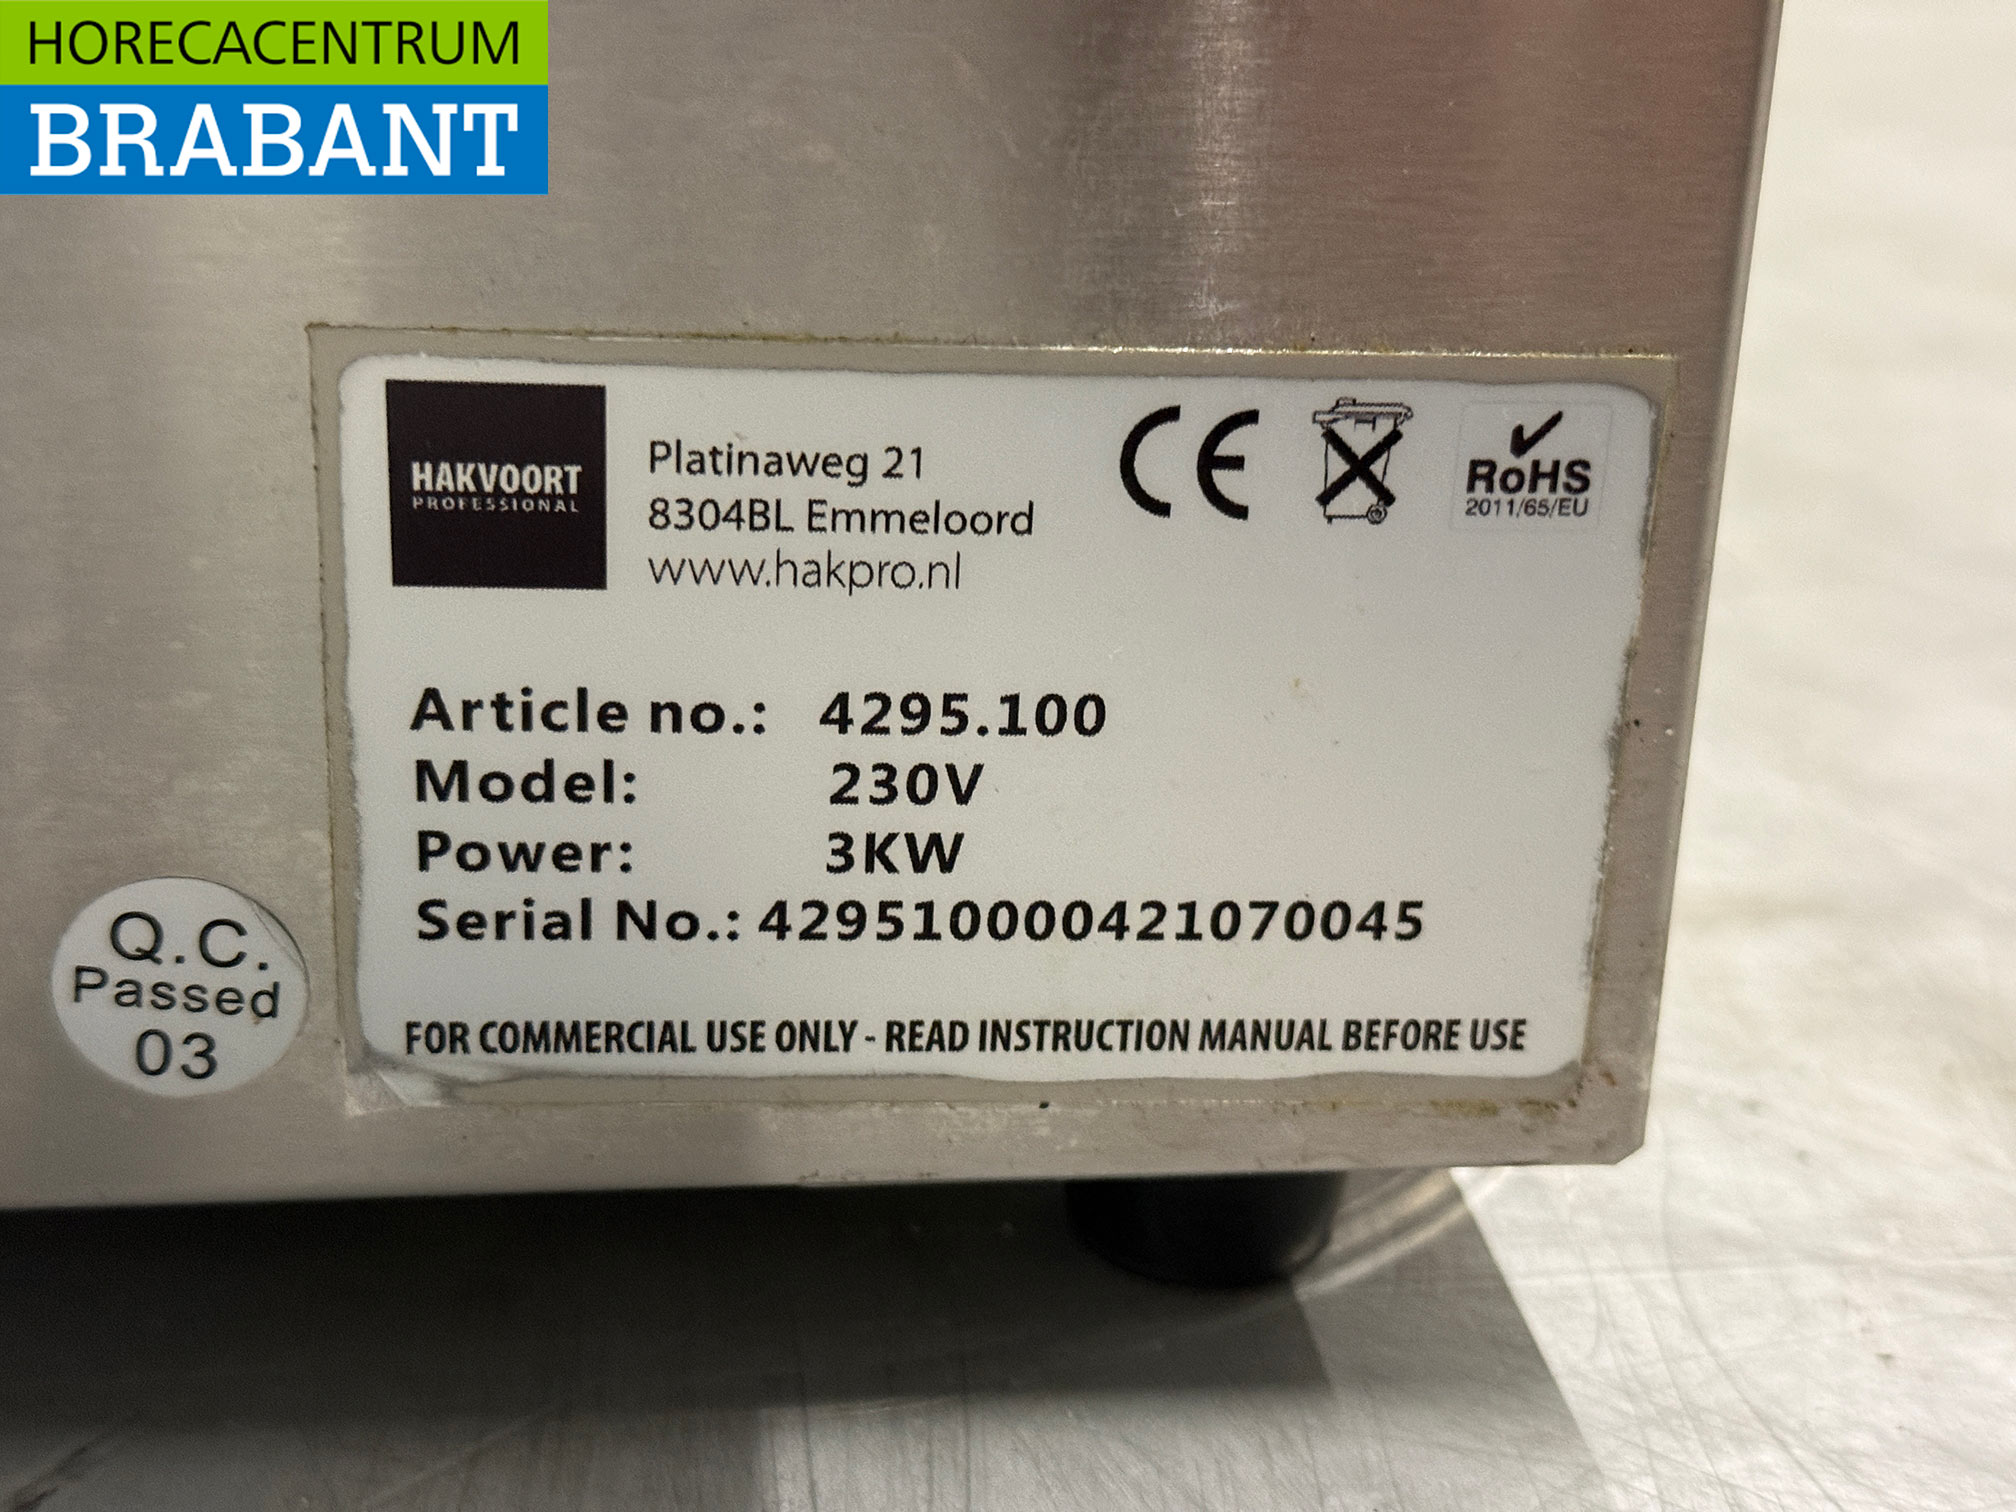 HORECACENTRUM
BRABANT
HAKVOORT
PROFESSIONAL
Platinaweg 21
8304BL Emmeloord
www.hakpro.nl
CE
RoHS
2011/65/EU
Article no.: 4295.100
Model: 230V
Power: 3KW
Serial No.: 429510000421070045
FOR COMMERCIAL USE ONLY - READ INSTRUCTION MANUAL BEFORE USE
Q.C.
Passed
03